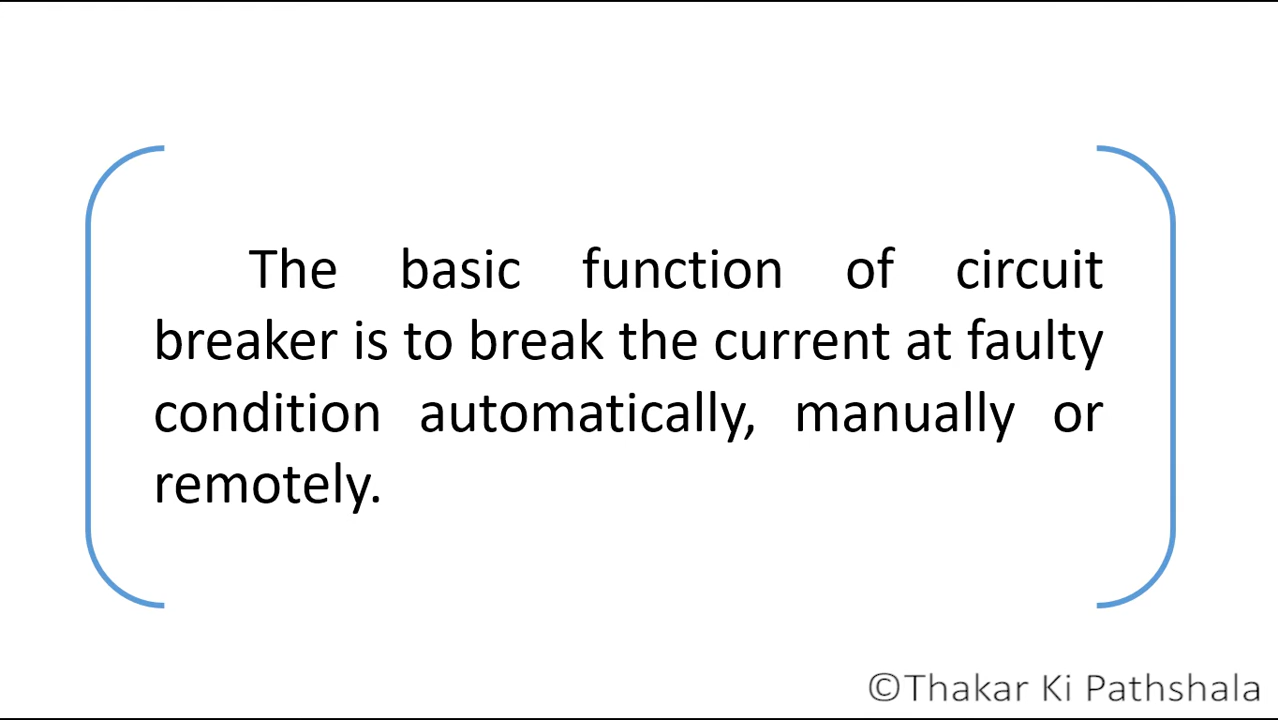 The basic function of circuit
breaker is to break the current at faulty
condition automatically, manually or
remotely.
©Thakar Ki Pathshala